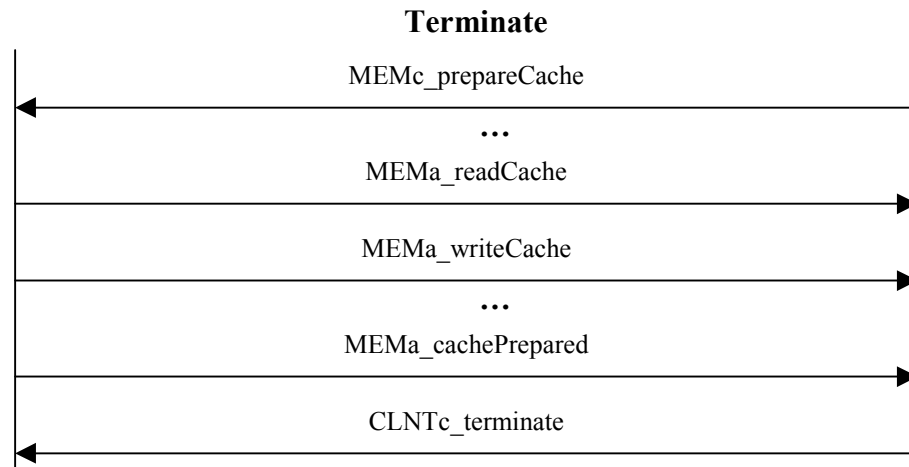 Terminate
MEMc_prepareCache
...
MEMa_readCache
MEMa_writeCache
...
MEMa_cachePrepared
CLNTc_terminate